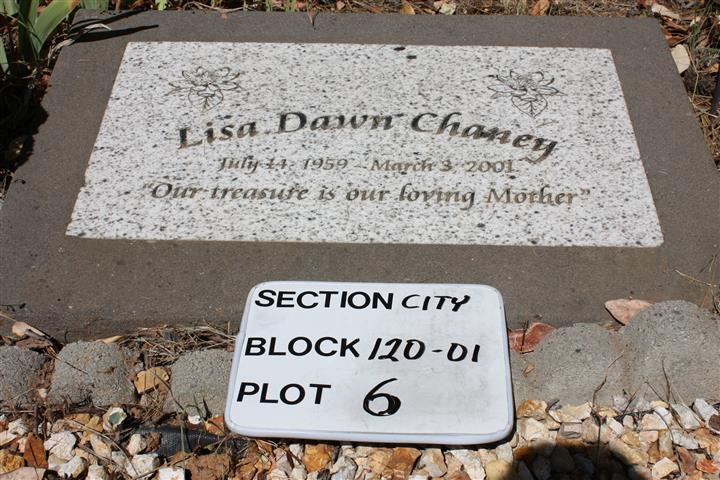 Lisa Dawn Chaney
July 14, 1959 - March 3, 2001
"Our treasure is our loving Mother"
SECTION CITY
BLOCK 120-01
PLOT 6